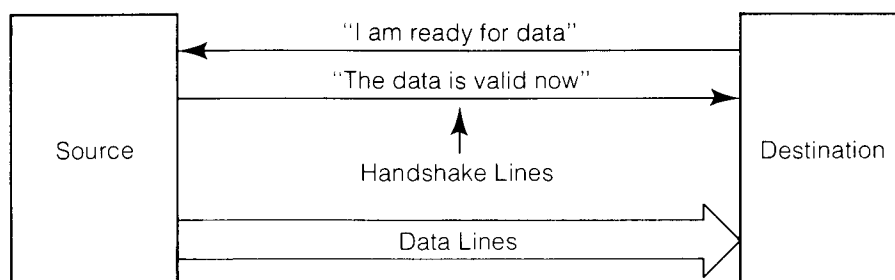 "I am ready for data"
"The data is valid now"
Source
Destination
Handshake Lines
Data Lines